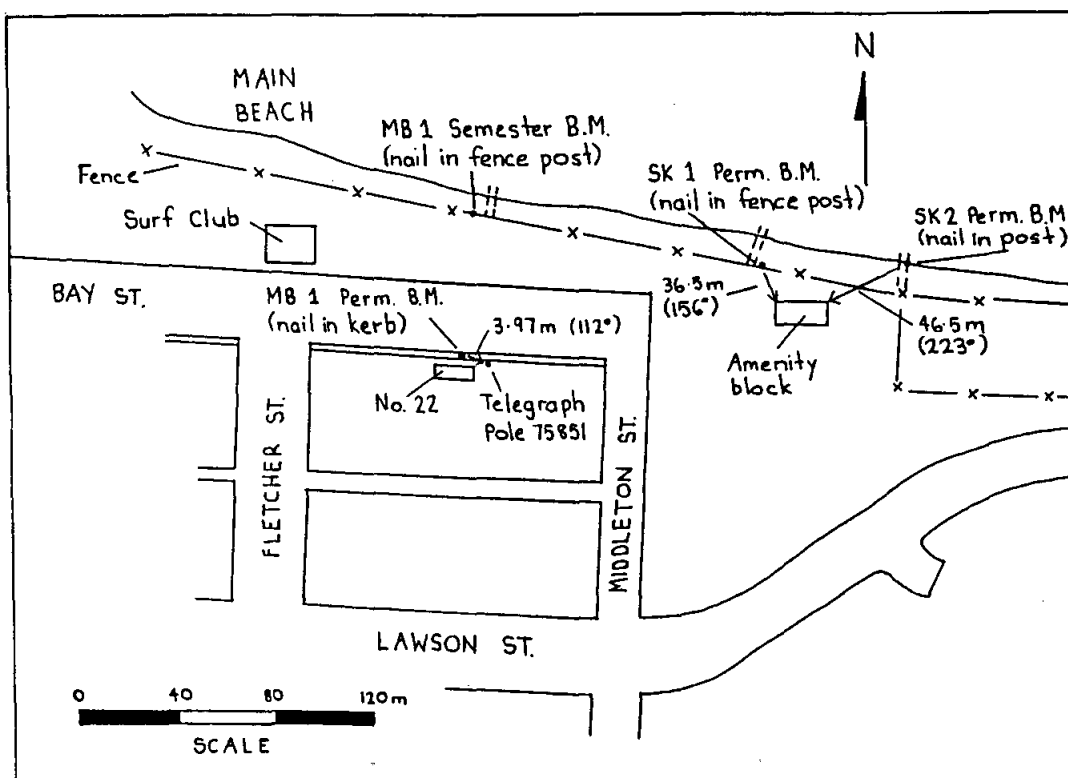 N
MAIN
BEACH
MB 1 Semester B.M.
(nail in fence post)
SK 1 Perm. B.M.
(nail in fence post)
SK2 Perm. B.M
(nail in post)
Fence
Surf Club
BAY ST.
MB 1 Perm. B.M.
(nail in kerb)
3.97m (112°)
36.5m
(156°)
46.5m
(223°)
Amenity
block
No. 22
Telegraph
Pole 75851
FLETCHER ST.
MIDDLETON ST.
LAWSON ST.
0 40 80 120m
SCALE